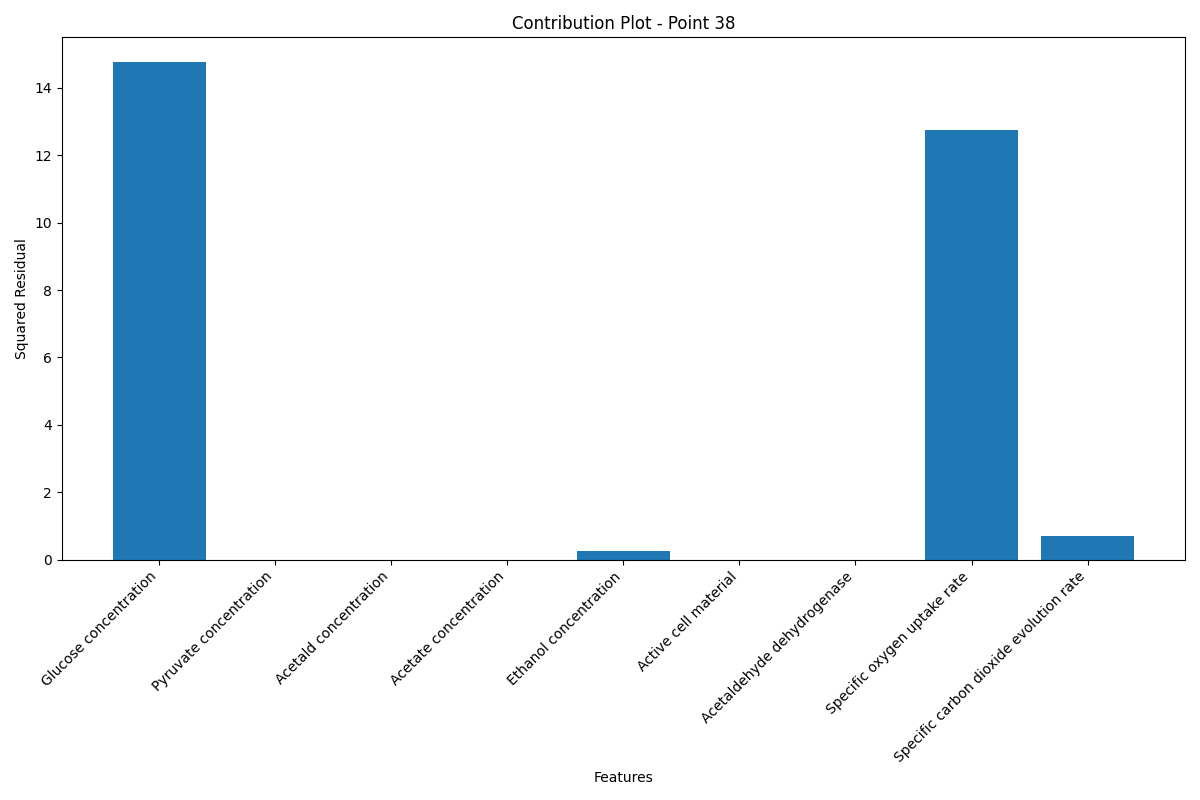 Contribution Plot - Point 38
Squared Residual
14
12
10
8
6
4
2
0
Glucose concentration
Pyruvate concentration
Acetald concentration
Acetate concentration
Ethanol concentration
Active cell material
Acetaldehyde dehydrogenase
Specific oxygen uptake rate
Specific carbon dioxide evolution rate
Features